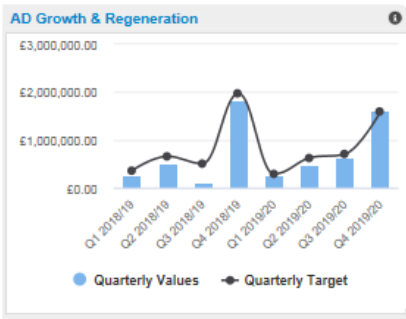 AD Growth & Regeneration
£3,000,000.00
£2,000,000.00
£1,000,000.00
£0.00
Q1 2018/19
Q2 2018/19
Q3 2018/19
Q4 2018/19
Q1 2019/20
Q2 2019/20
Q3 2019/20
Q4 2019/20
Quarterly Values
Quarterly Target